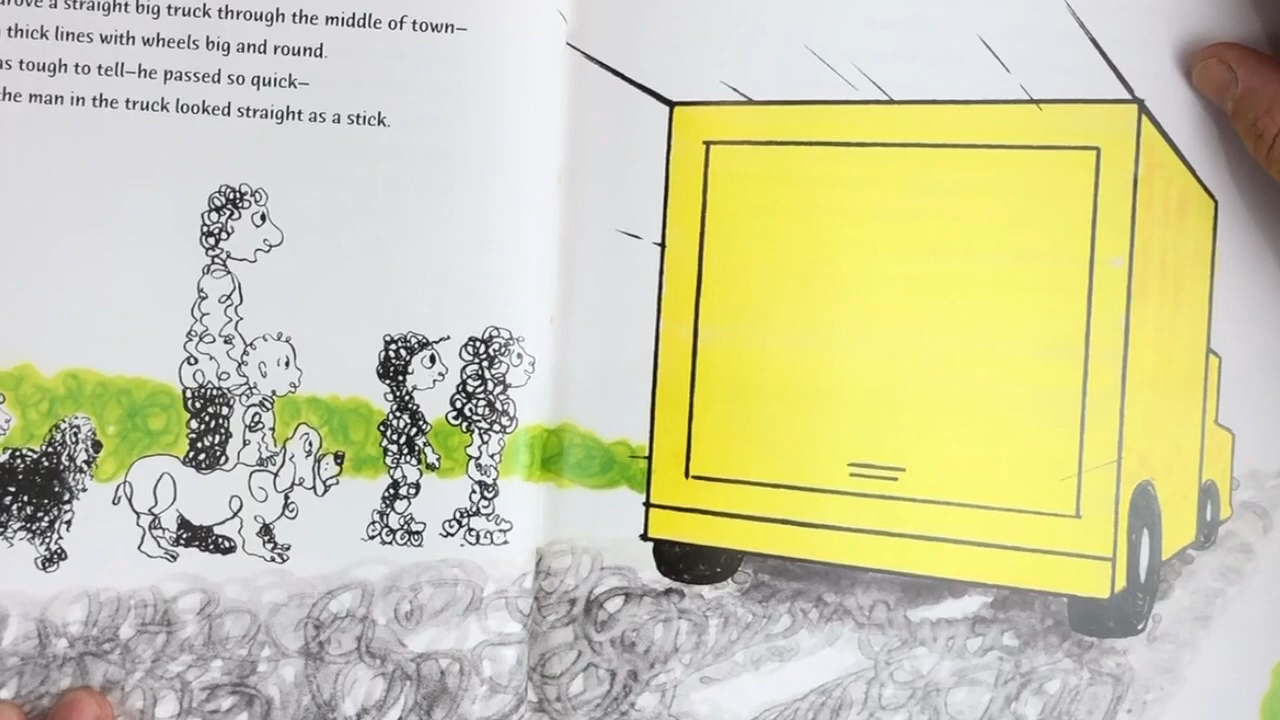 a straight big truck through the middle of town—
thick lines with wheels big and round.
tough to tell—he passed so quick—
the man in the truck looked straight as a stick.